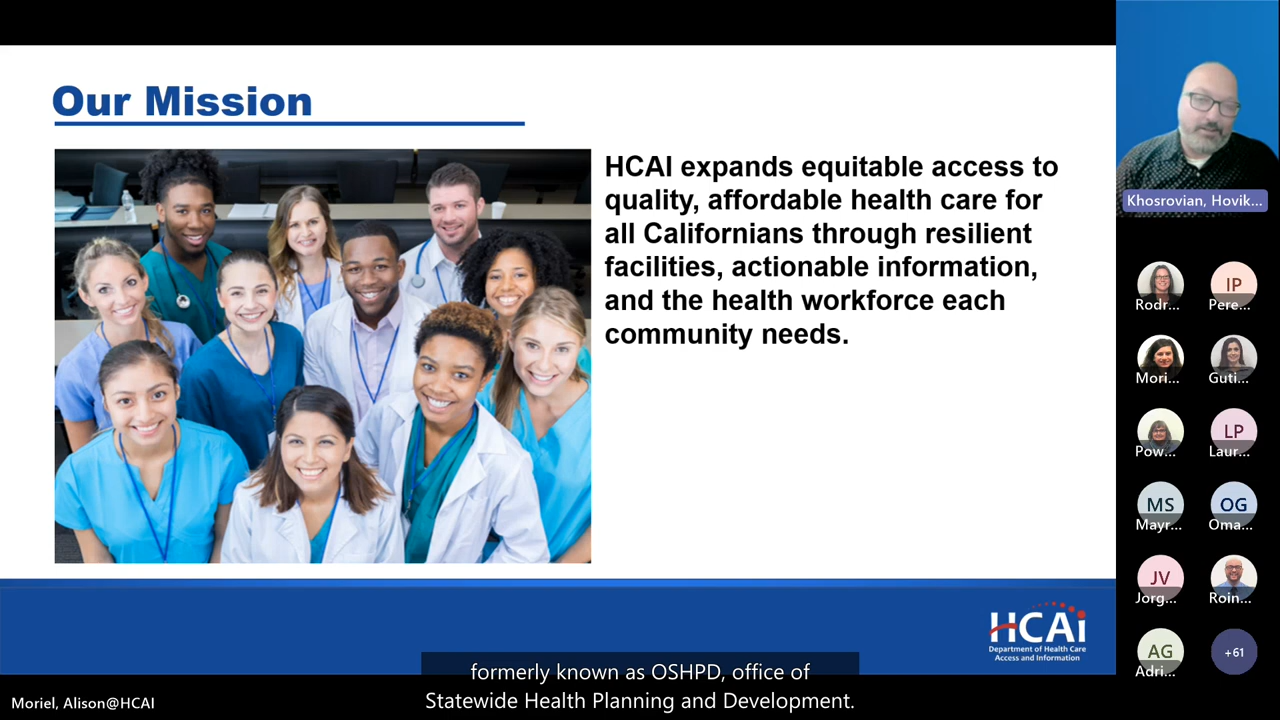 Our Mission
HCAI expands equitable access to
quality, affordable health care for
all Californians through resilient
facilities, actionable information,
and the health workforce each
community needs.
HCAi
Department of Health Care
Access and Information
formerly known as OSHPD, office of
Statewide Health Planning and Development.
Moriel, Alison@HCAI
Khosrovian, Hovik...
Rodr...
IP
Pere...
Mori...
Guti...
Pow...
LP
Laur...
MS
Mayr...
OG
Oma...
JV
Jorg...
Roin...
AG
Adri...
+61